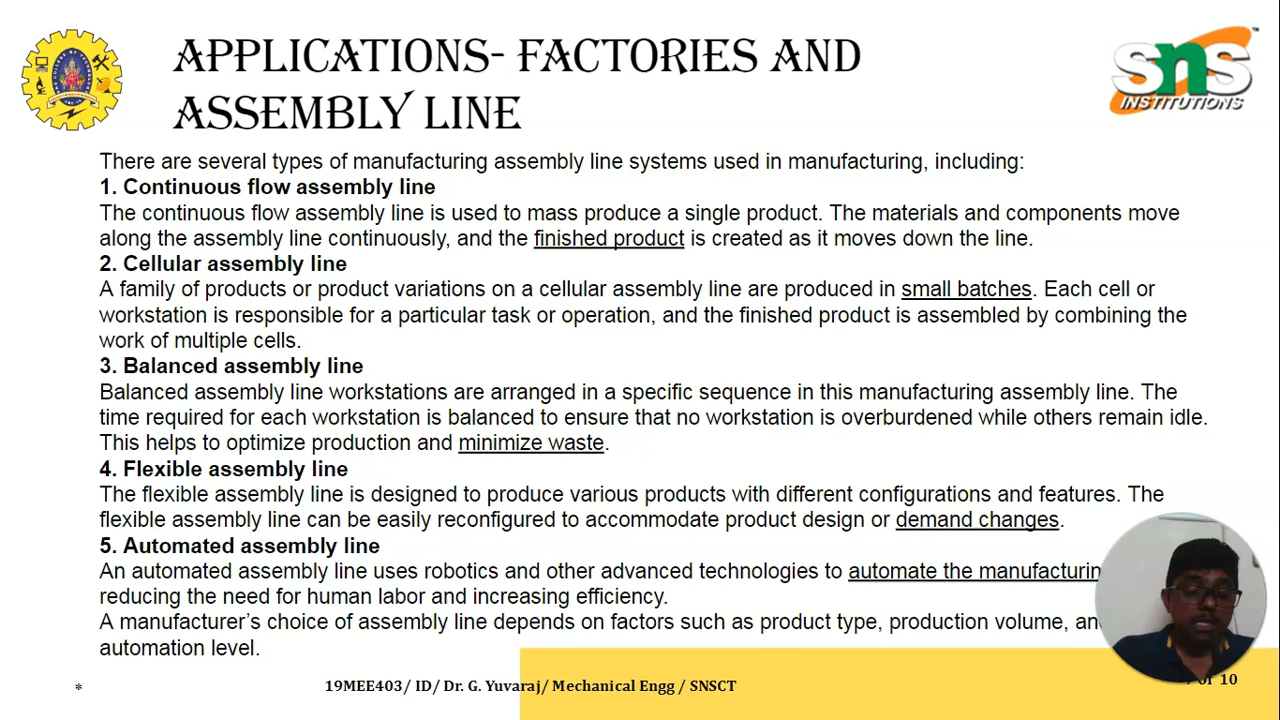 APPLICATIONS- FACTORIES AND
ASSEMBLY LINE
SNS
INSTITUTIONS
There are several types of manufacturing assembly line systems used in manufacturing, including:
1. Continuous flow assembly line
The continuous flow assembly line is used to mass produce a single product. The materials and components move
along the assembly line continuously, and the finished product is created as it moves down the line.
2. Cellular assembly line
A family of products or product variations on a cellular assembly line are produced in small batches. Each cell or
workstation is responsible for a particular task or operation, and the finished product is assembled by combining the
work of multiple cells.
3. Balanced assembly line
Balanced assembly line workstations are arranged in a specific sequence in this manufacturing assembly line. The
time required for each workstation is balanced to ensure that no workstation is overburdened while others remain idle.
This helps to optimize production and minimize waste.
4. Flexible assembly line
The flexible assembly line is designed to produce various products with different configurations and features. The
flexible assembly line can be easily reconfigured to accommodate product design or demand changes.
5. Automated assembly line
An automated assembly line uses robotics and other advanced technologies to automate the
reducing the need for human labor and increasing efficiency.
A manufacturer's choice of assembly line depends on factors such as product type, production volume,
automation level.
* 19MEE403/ ID/ Dr. G. Yuvaraj/ Mechanical Engg / SNSCT of 10